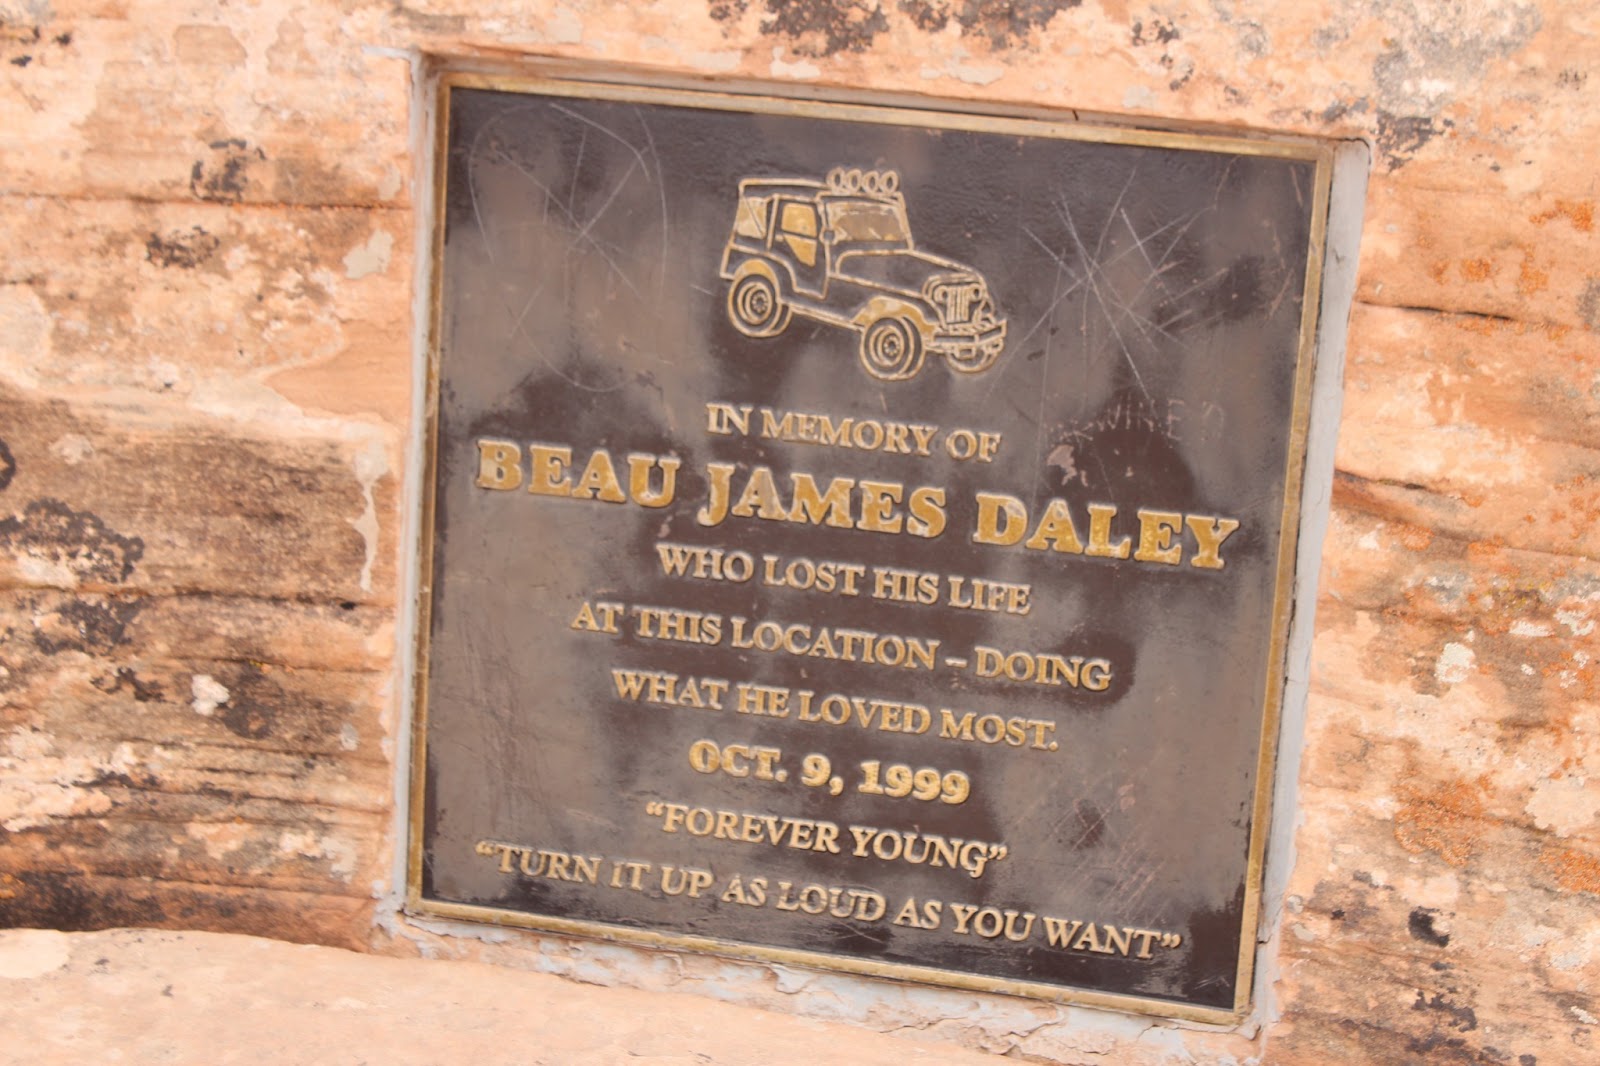 IN MEMORY OF
BEAU JAMES DALEY
WHO LOST HIS LIFE
AT THIS LOCATION – DOING
WHAT HE LOVED MOST.
OCT. 9, 1999
“FOREVER YOUNG”
“TURN IT UP AS LOUD AS YOU WANT”